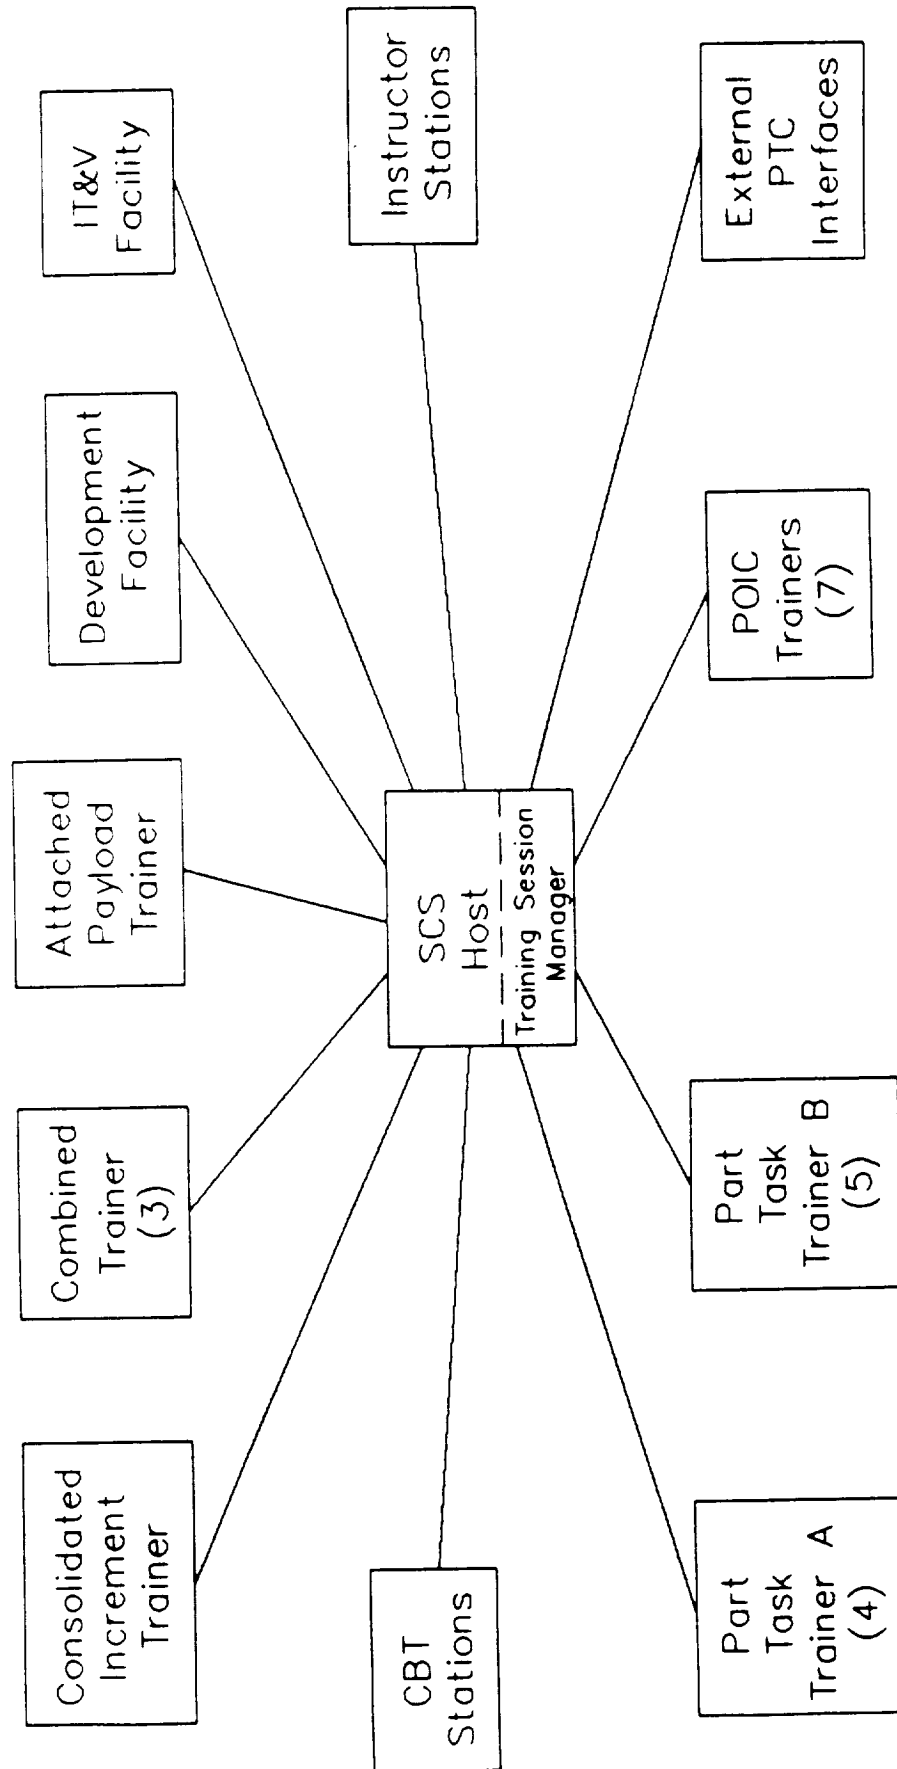 Consolidated
Increment
Trainer
Combined
Trainer
(3)
Attached
Payload
Trainer
Development
Facility
IT&V
Facility
CBT
Stations
SCS
Host
Training Session
Manager
Instructor
Stations
Part
Task
Trainer A
(4)
Part
Task
Trainer B
(5)
POIC
Trainers
(7)
External
PTC
Interfaces